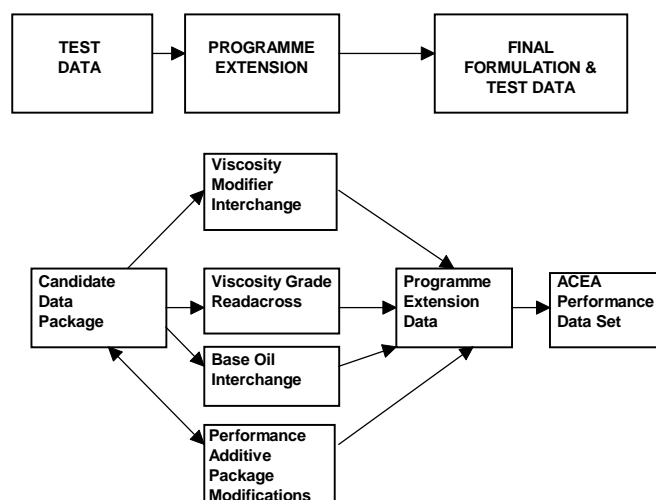 TEST
DATA
PROGRAMME
EXTENSION
FINAL
FORMULATION &
TEST DATA
Viscosity
Modifier
Interchange
Candidate
Data
Package
Viscosity Grade
Readacross
Programme
Extension
Data
ACEA
Performance
Data Set
Base Oil
Interchange
Performance
Additive
Package
Modifications